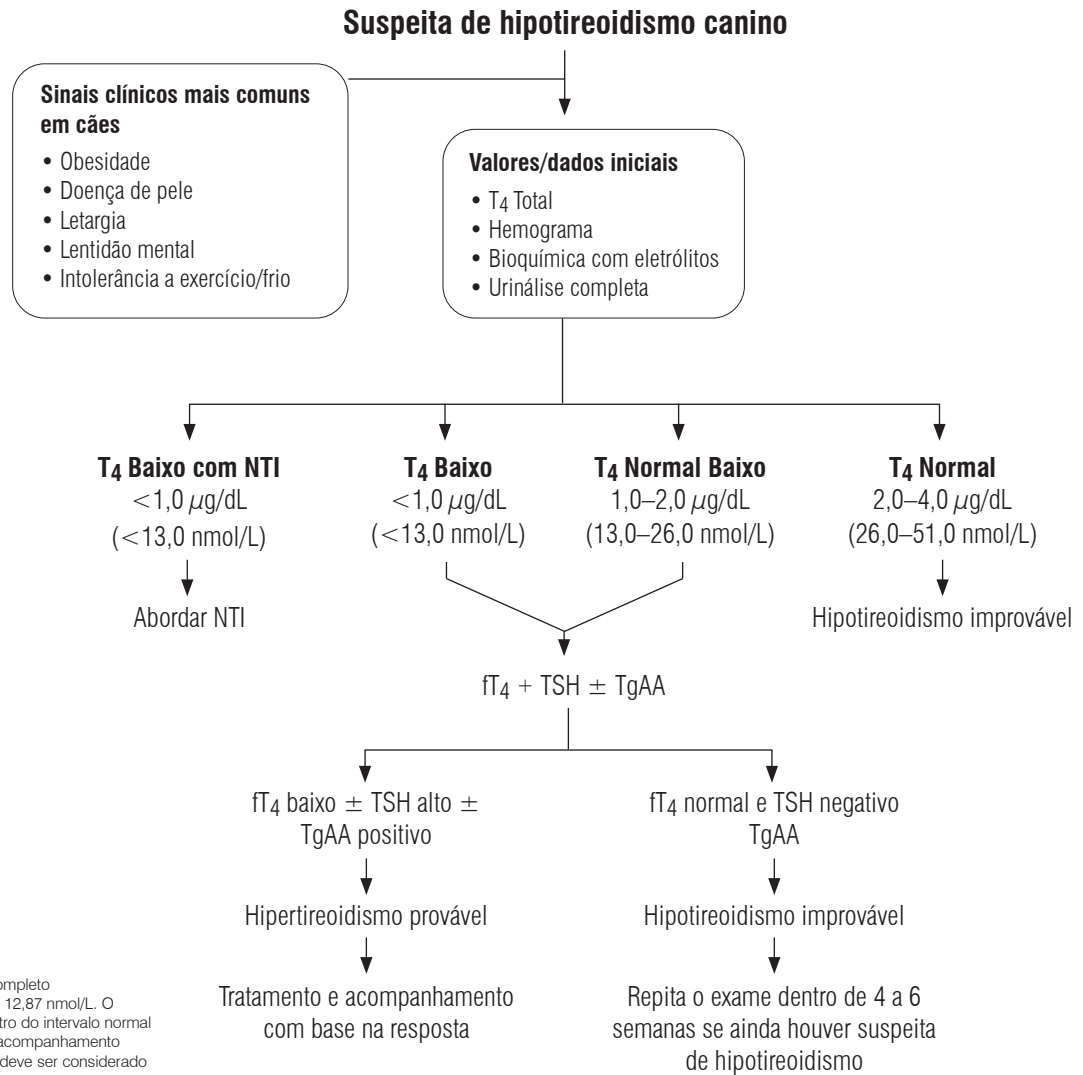 Suspeita de hipotireoidismo canino
Sinais clínicos mais comuns
em cães
• Obesidade
• Doença de pele
• Letargia
• Lentidão mental
• Intolerância a exercício/frio
Valores/dados iniciais
• T4 Total
• Hemograma
• Bioquímica com eletrólitos
• Urinálise completa
T4 Baixo com NTI
<1,0 μg/dL
(<13,0 nmol/L)
Abordar NTI
T4 Baixo
<1,0 μg/dL
(<13,0 nmol/L)
T4 Normal Baixo
1,0–2,0 μg/dL
(13,0–26,0 nmol/L)
T4 Normal
2,0–4,0 μg/dL
(26,0–51,0 nmol/L)
Hipotireoidismo improvável
fT4 + TSH ± TgAA
fT4 baixo ± TSH alto ±
TgAA positivo
Hipertireoidismo provável
Tratamento e acompanhamento
com base na resposta
fT4 normal e TSH negativo
TgAA
Hipotireoidismo improvável
Repita o exame dentro de 4 a 6
semanas se ainda houver suspeita
de hipotireoidismo
12,87 nmol/L. O
do intervalo normal
acompanhamento
deve ser considerado